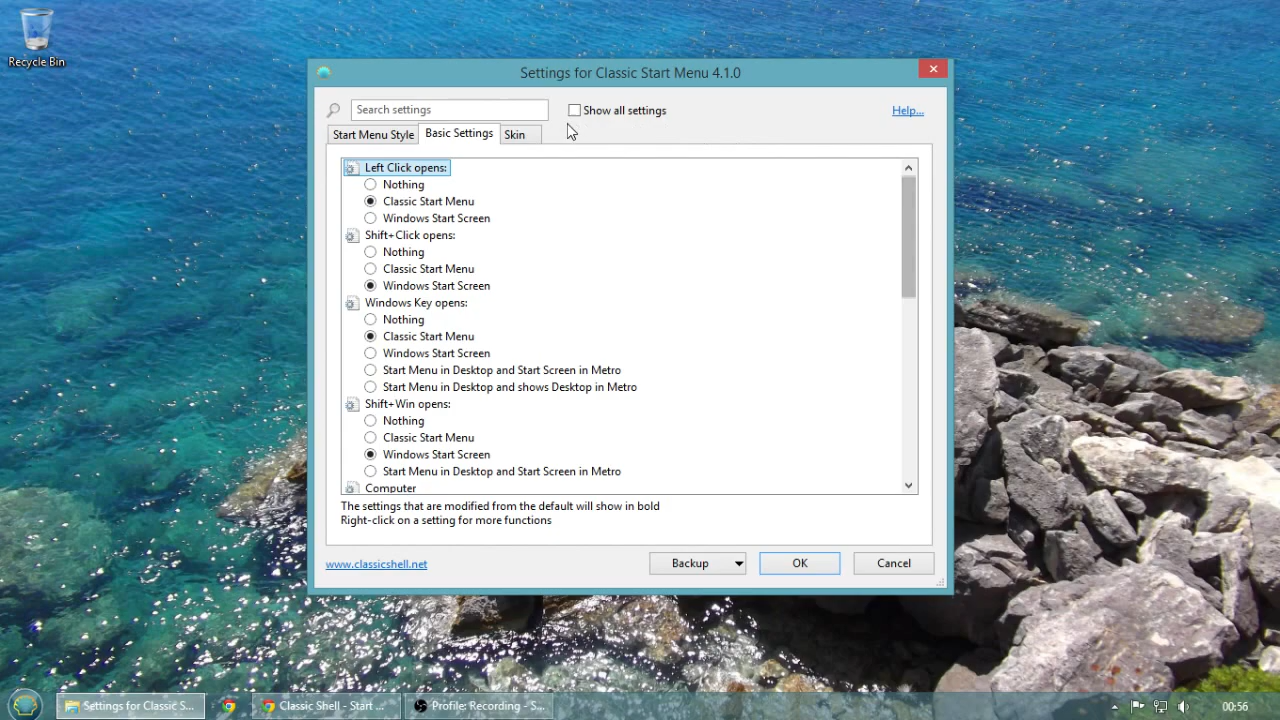 Recycle Bin
Settings for Classic Start Menu 4.1.0
Search settings
Show all settings
Help...
Start Menu Style
Basic Settings
Skin
Left Click opens:
Nothing
Classic Start Menu
Windows Start Screen
Shift+Click opens:
Nothing
Classic Start Menu
Windows Start Screen
Windows Key opens:
Nothing
Classic Start Menu
Windows Start Screen
Start Menu in Desktop and Start Screen in Metro
Start Menu in Desktop and shows Desktop in Metro
Shift+Win opens:
Nothing
Classic Start Menu
Windows Start Screen
Start Menu in Desktop and Start Screen in Metro
Computer
The settings that are modified from the default will show in bold
Right-click on a setting for more functions
www.classicshell.net
Backup
OK
Cancel
Settings for Classic S...
Classic Shell - Start ...
Profile: Recording - S...
00:56